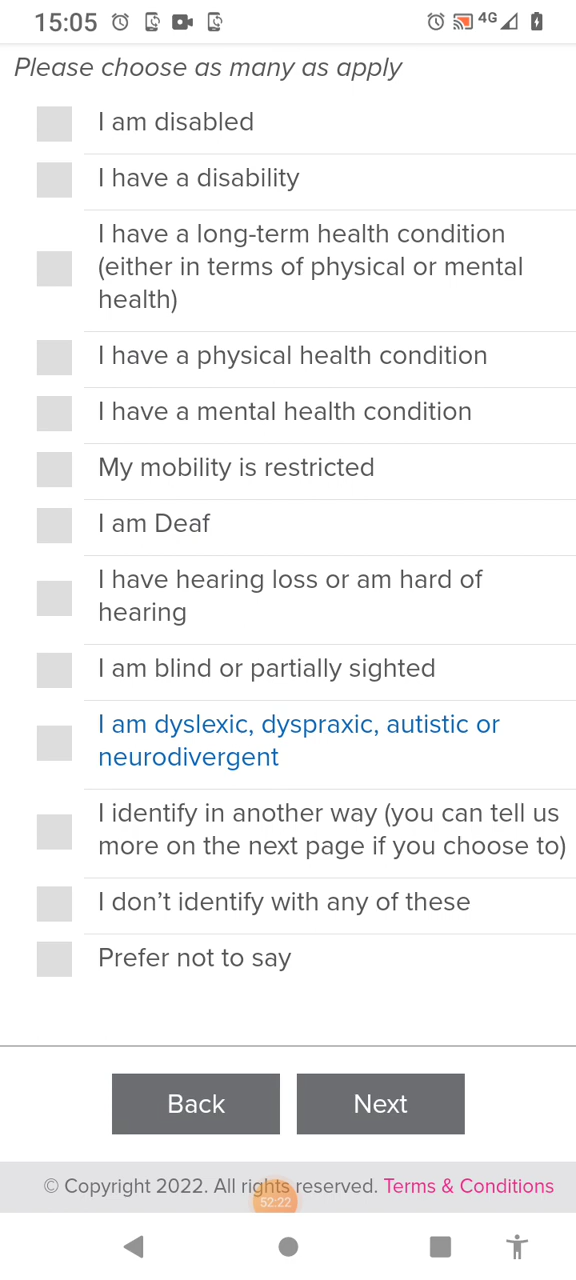 15:05 4G
Please choose as many as apply
I am disabled
I have a disability
I have a long-term health condition
(either in terms of physical or mental
health)
I have a physical health condition
I have a mental health condition
My mobility is restricted
I am Deaf
I have hearing loss or am hard of
hearing
I am blind or partially sighted
I am dyslexic, dyspraxic, autistic or
neurodivergent
I identify in another way (you can tell us
more on the next page if you choose to)
I don’t identify with any of these
Prefer not to say
Back Next
© Copyright 2022. All rights reserved. Terms & Conditions
52:22